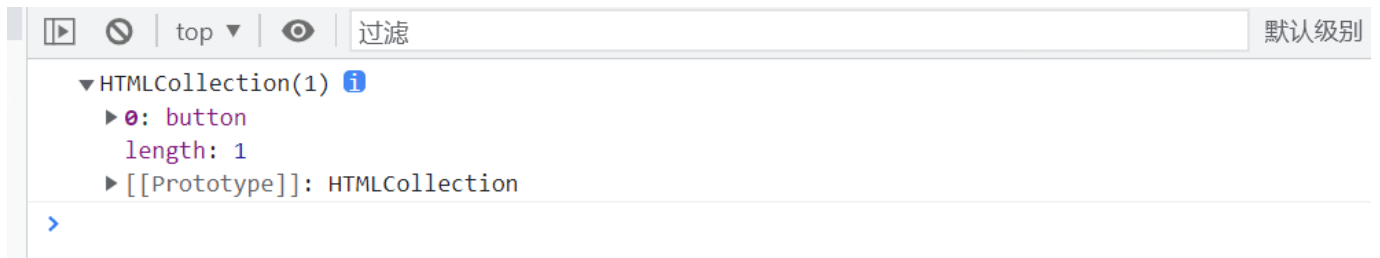 top ▼ 过滤 默认级别
▼HTMLCollection(1) i
▶0: button
length: 1
▶[[Prototype]]: HTMLCollection
>